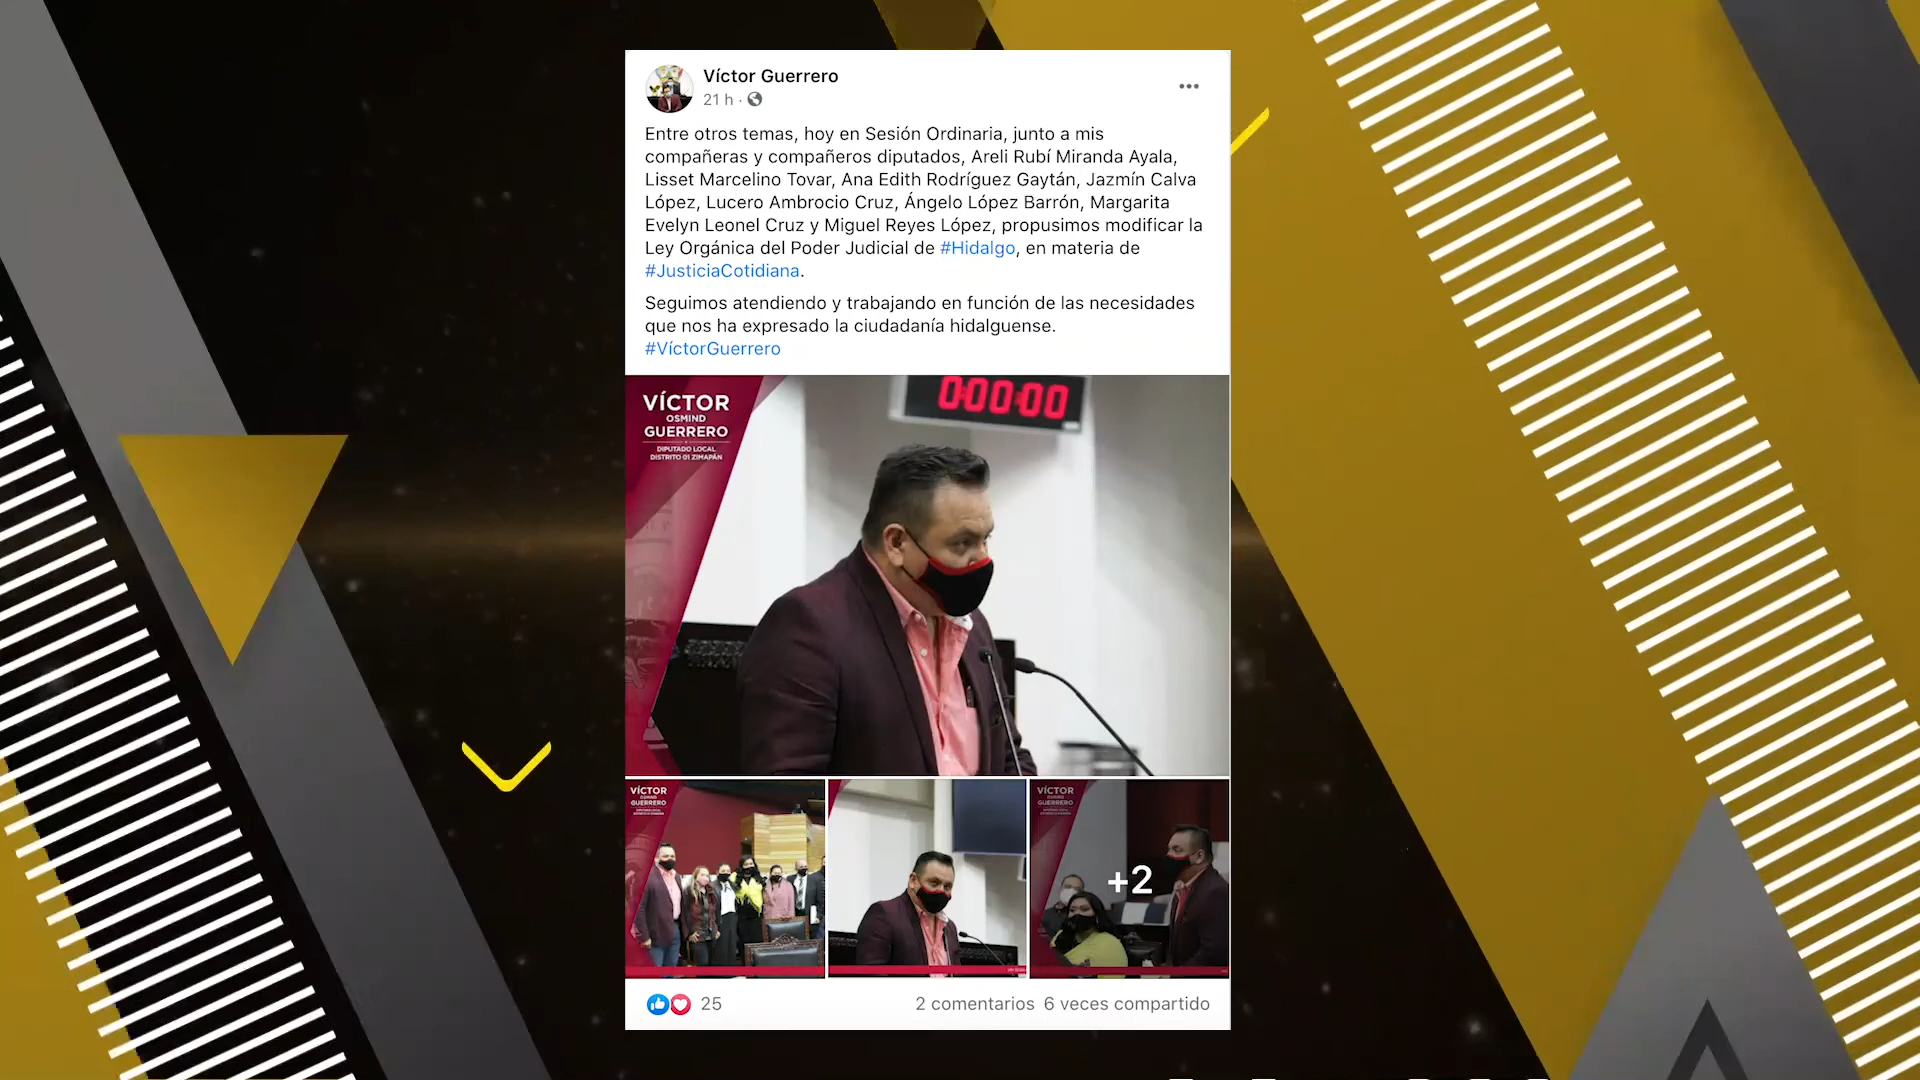 Víctor Guerrero
21 h ·
Entre otros temas, hoy en Sesión Ordinaria, junto a mis
compañeras y compañeros diputados, Areli Rubí Miranda Ayala,
Lisset Marcelino Tovar, Ana Edith Rodríguez Gaytán, Jazmín Calva
López, Lucero Ambrocio Cruz, Ángelo López Barrón, Margarita
Evelyn Leonel Cruz y Miguel Reyes López, propusimos modificar la
Ley Orgánica del Poder Judicial de #Hidalgo, en materia de
#JusticiaCotidiana.
Seguimos atendiendo y trabajando en función de las necesidades
que nos ha expresado la ciudadanía hidalguense.
#VíctorGuerrero
VÍCTOR
OSMIND
GUERRERO
DIPUTADO LOCAL
DISTRITO 01 ZIMAPÁN
0:00:00
VÍCTOR
OSMIND
GUERRERO
VÍCTOR
OSMIND
GUERRERO
+2
25
2 comentarios 6 veces compartido